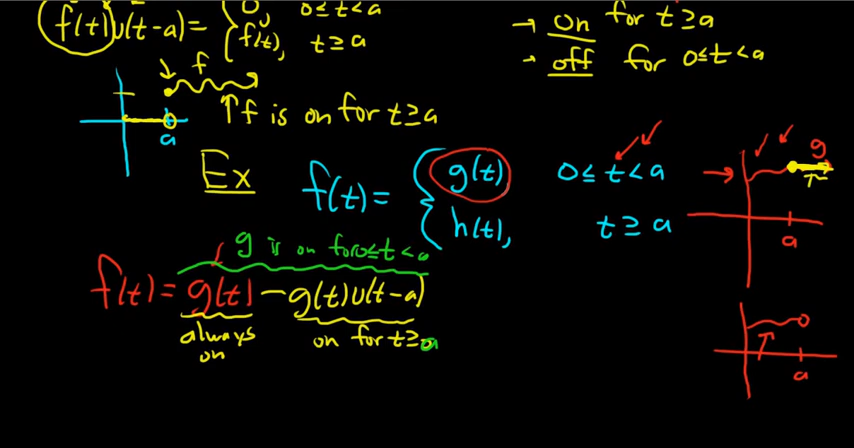 f(t)u(t-a) = { 0, 0≤t<a
f(t), t≥a
→ on for t≥a
→ off for 0≤t<a
f
↑f is on for t≥a
a
Ex
f(t) = { g(t) 0≤t<a
h(t), t≥a
g
a
g is on for 0≤t<a
f(t) = g(t) - g(t)u(t-a)
always on for t≥a
on
a